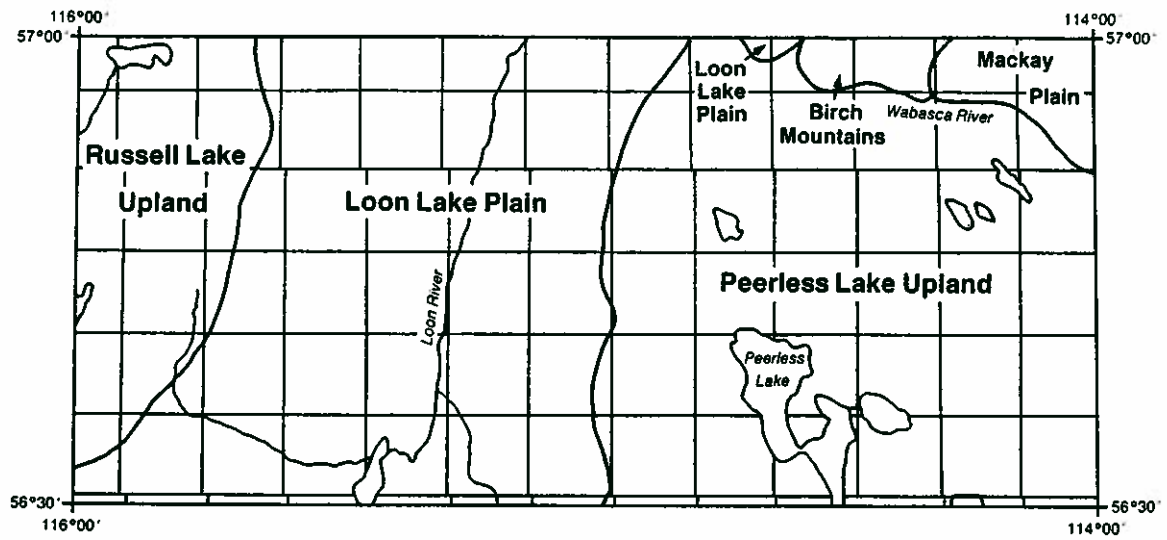 116°00'
114°00'
57°00'
57°00'
Loon
Lake
Plain
Mackay
Plain
Birch
Mountains
Wabasca River
Russell Lake
Upland
Loon Lake Plain
Peerless Lake Upland
Loon River
Peerless
Lake
56°30'
56°30'
116°00'
114°00'